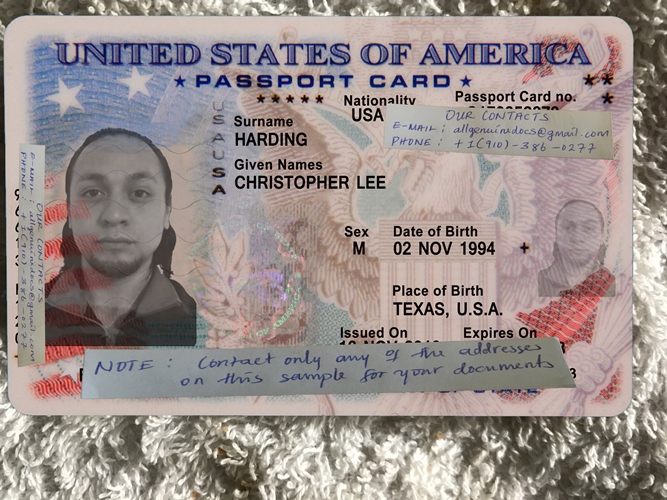 UNITED STATES OF AMERICA
★ PASSPORT CARD ★
Nationality
USA
Passport Card no.
Surname
HARDING
Given Names
CHRISTOPHER LEE
OUR CONTACTS
E-MAIL: allgenuinedocs@gmail.com
PHONE: +1(910)-386-0277
USAUSA
Sex
M
Date of Birth
02 NOV 1994
Place of Birth
TEXAS, U.S.A.
Issued On
Expires On
OUR CONTACTS
E-MAIL: allgenuinedocs@gmail.com
PHONE: +1(910)-386-0277
NOTE: Contact only any of the addresses
on this sample for your documents